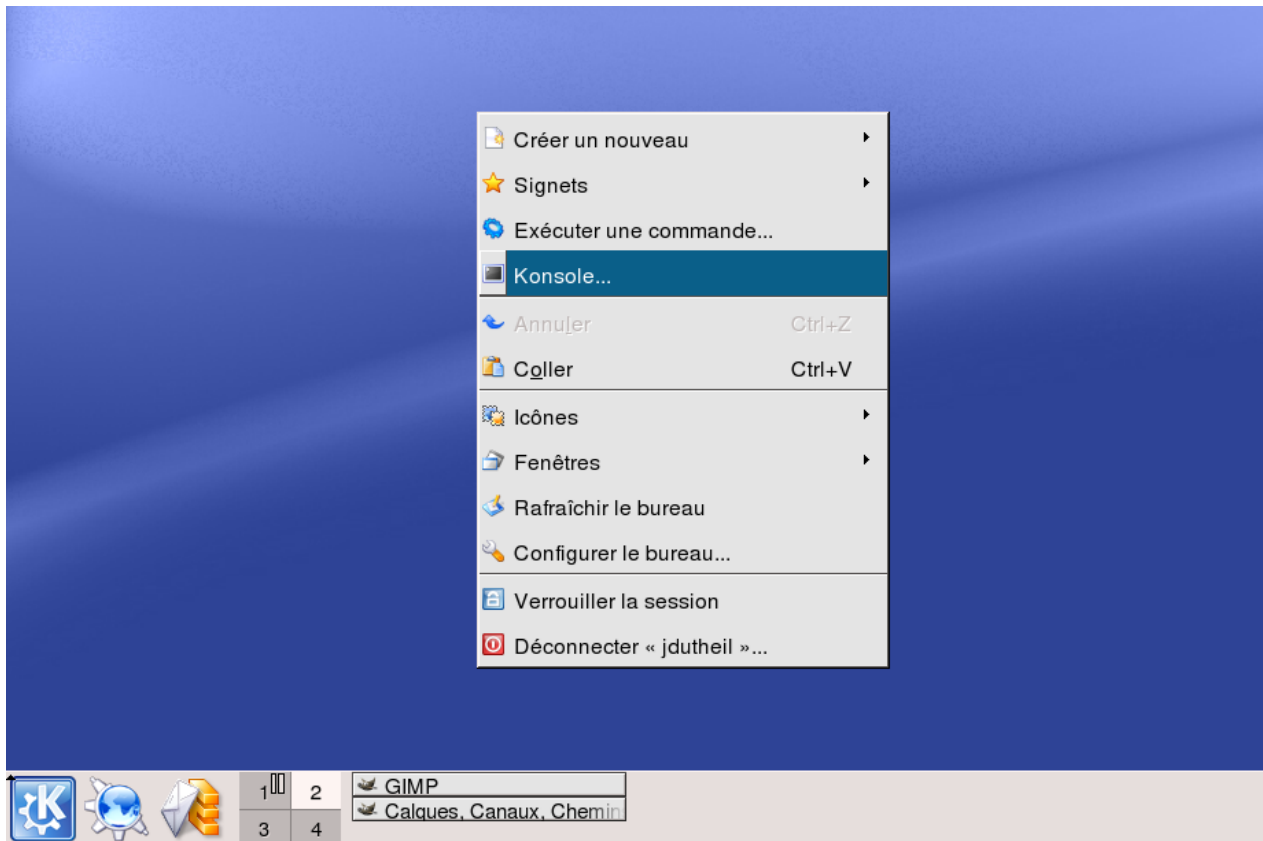 Créer un nouveau
Signets
Exécuter une commande...
Konsole...
Annuler Ctrl+Z
Coller Ctrl+V
Icônes
Fenêtres
Rafraîchir le bureau
Configurer le bureau...
Verrouiller la session
Déconnecter « jdutheil »...
1 2
3 4
GIMP
Calques, Canaux, Chemin